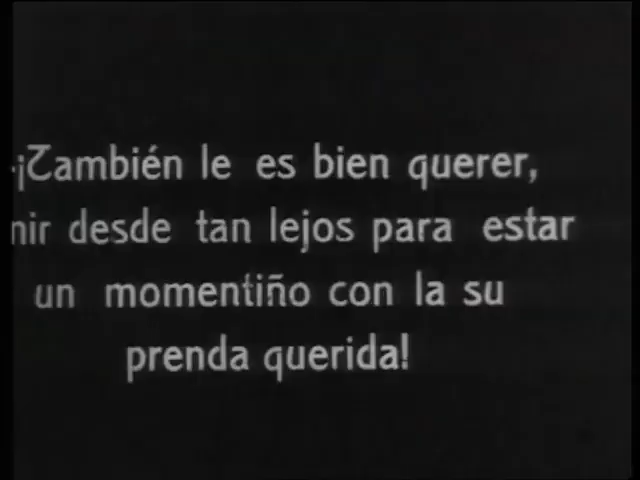 -¡También le es bien querer,
nir desde tan lejos para estar
un momentiño con la su
prenda querida!